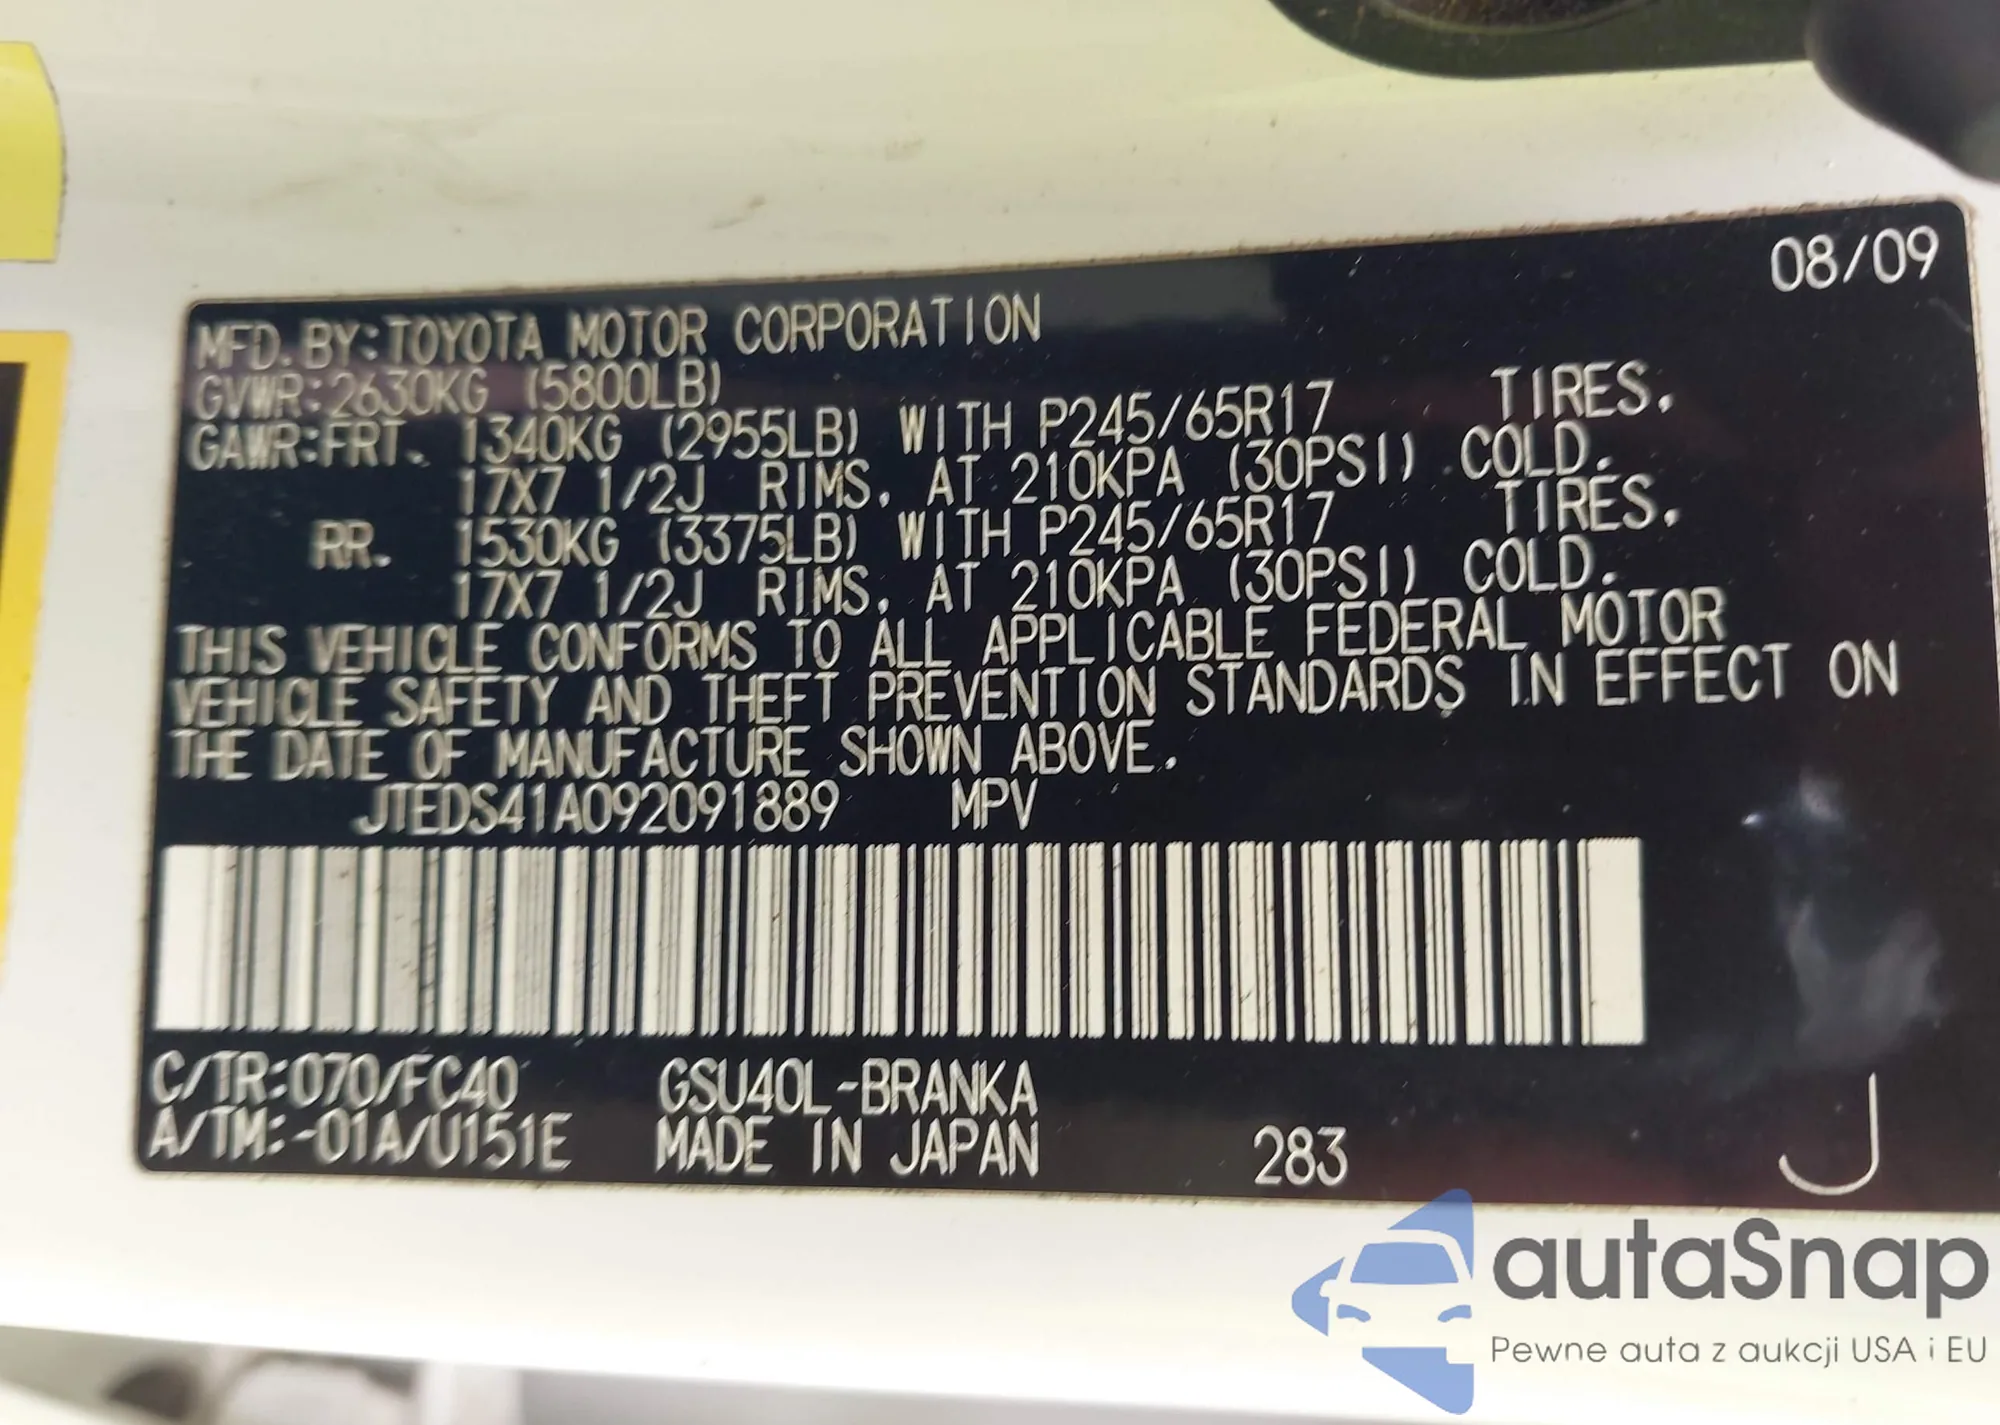 08/09
MFD. BY: TOYOTA MOTOR CORPORATION
GVWR: 2630KG (5800LB)
GAWR: FRT. 1340KG (2955LB) WITH P245/65R17 TIRES,
17X7 1/2J RIMS, AT 210KPA (30PSI) COLD.
RR. 1530KG (3375LB) WITH P245/65R17 TIRES,
17X7 1/2J RIMS, AT 210KPA (30PSI) COLD.
THIS VEHICLE CONFORMS TO ALL APPLICABLE FEDERAL MOTOR
VEHICLE SAFETY AND THEFT PREVENTION STANDARDS IN EFFECT ON
THE DATE OF MANUFACTURE SHOWN ABOVE.
JTEDS41A092091889 MPV
C/TR: 070/FC40 GSU40L-BRANKA
A/TM: -01A/U151E MADE IN JAPAN 283 J
autaSnap
Pewne auta z aukcji USA i EU